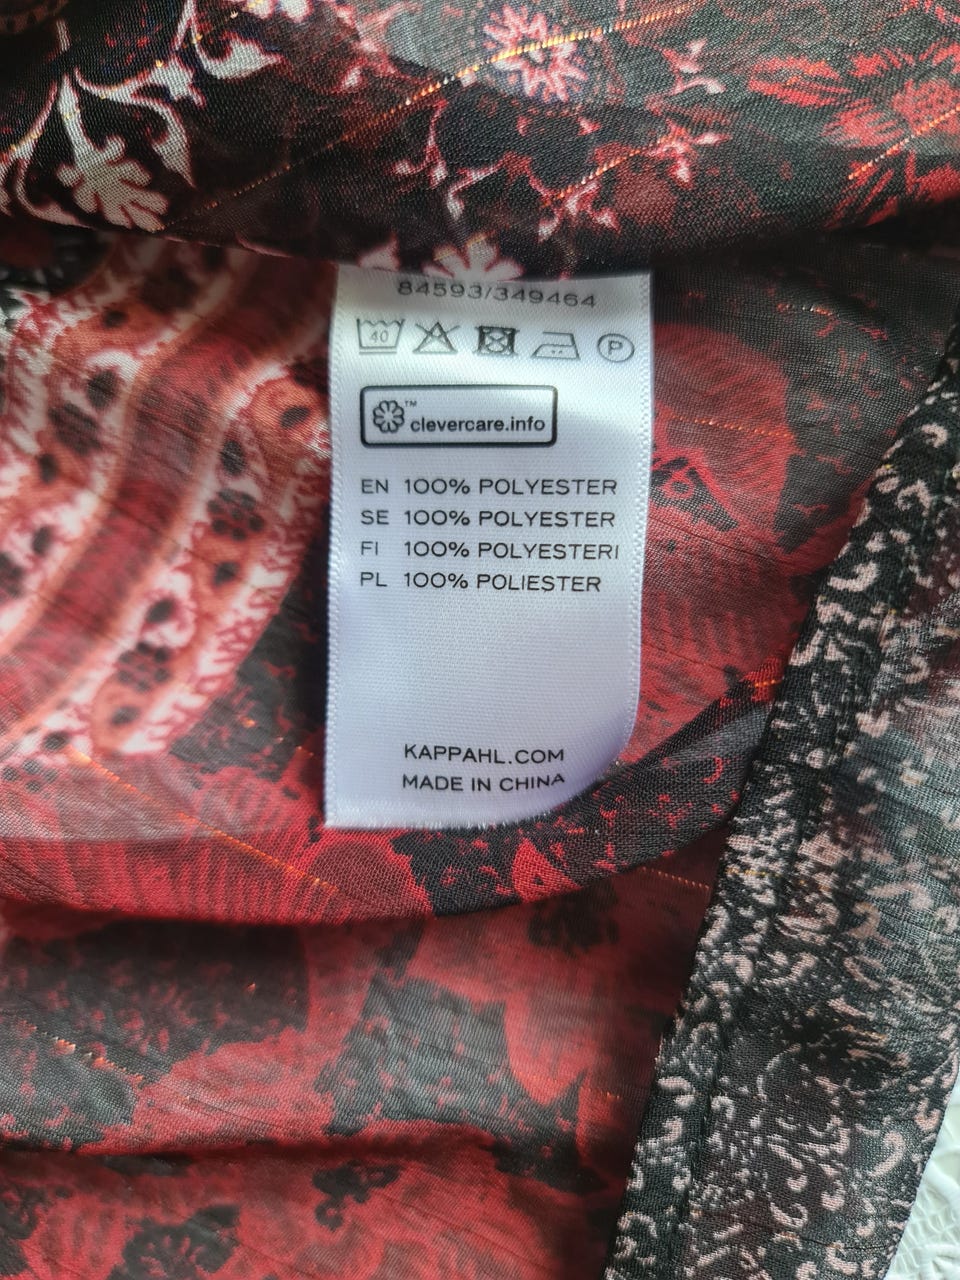 84593/349464
40 P
™ clevercare.info
EN 100% POLYESTER
SE 100% POLYESTER
FI 100% POLYESTERI
PL 100% POLIESTER
KAPPAHL.COM
MADE IN CHINA